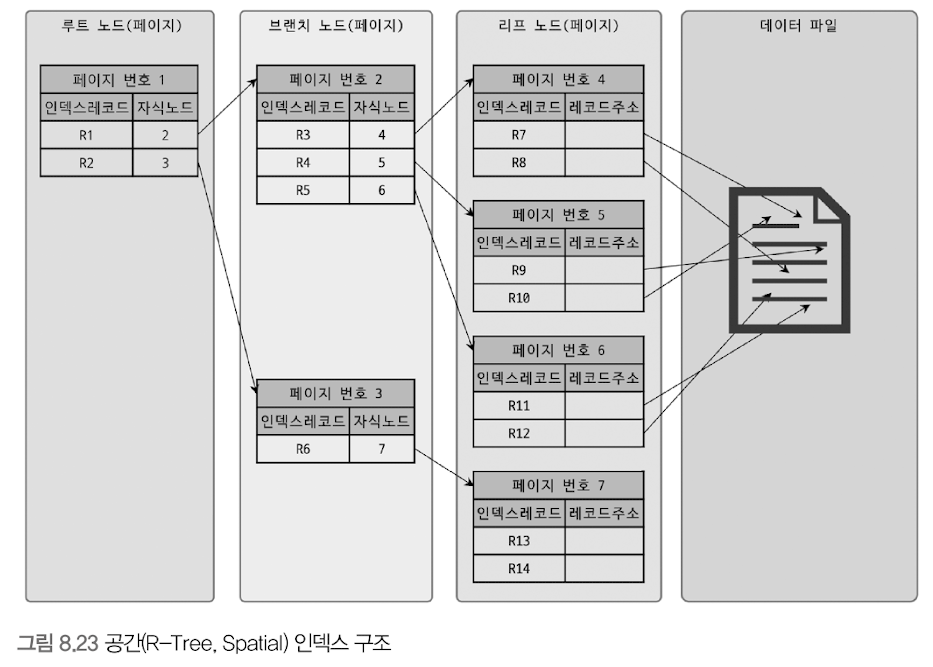 루트 노드(페이지)
페이지 번호 1
인덱스레코드 자식노드
R1 2
R2 3
브랜치 노드(페이지)
페이지 번호 2
인덱스레코드 자식노드
R3 4
R4 5
R5 6
페이지 번호 3
인덱스레코드 자식노드
R6 7
리프 노드(페이지)
페이지 번호 4
인덱스레코드 레코드주소
R7
R8
페이지 번호 5
인덱스레코드 레코드주소
R9
R10
페이지 번호 6
인덱스레코드 레코드주소
R11
R12
페이지 번호 7
인덱스레코드 레코드주소
R13
R14
데이터 파일
그림 8.23 공간(R-Tree, Spatial) 인덱스 구조